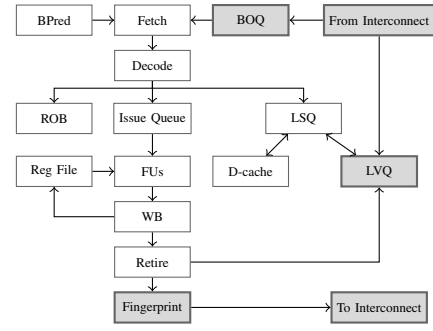 BPred
Fetch
BOQ
From Interconnect
Decode
ROB
Issue Queue
LSQ
Reg File
FUs
D-cache
LVQ
WB
Retire
Fingerprint
To Interconnect